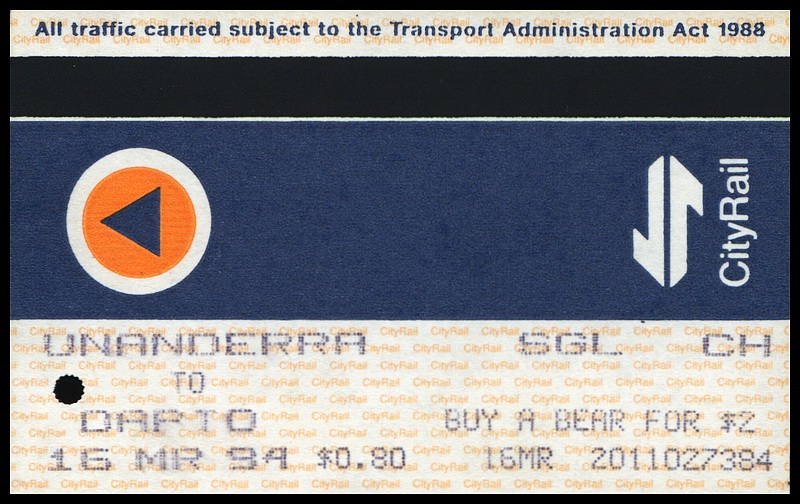 All traffic carried subject to the Transport Administration Act 1988
CityRail
UNANDERRA SGL CH
TO
DAPTO BUY A BEAR FOR $2
16 MR 94 $0.80 16MR 2011027384